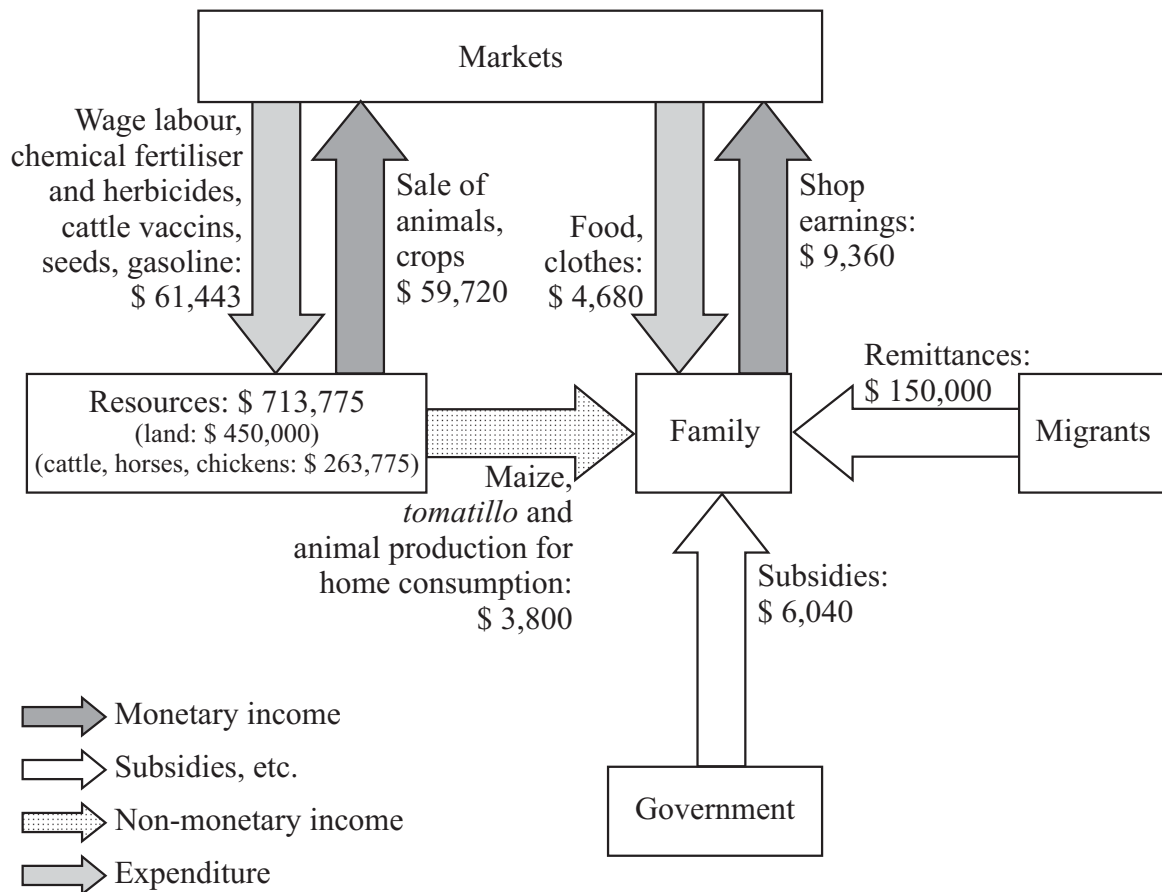 Markets
Wage labour,
chemical fertiliser
and herbicides,
cattle vaccins,
seeds, gasoline:
$ 61,443
Sale of
animals,
crops
$ 59,720
Food,
clothes:
$ 4,680
Shop
earnings:
$ 9,360
Resources: $ 713,775
(land: $ 450,000)
(cattle, horses, chickens: $ 263,775)
Family
Remittances:
$ 150,000
Migrants
Maize,
tomatillo and
animal production for
home consumption:
$ 3,800
Subsidies:
$ 6,040
Government
Monetary income
Subsidies, etc.
Non-monetary income
Expenditure